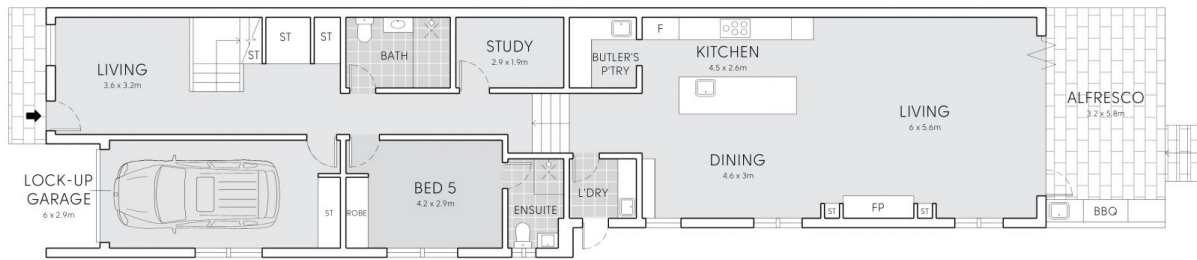 LIVING
3.6 x 3.2m
ST
ST
ST
BATH
STUDY
2.9 x 1.9m
BUTLER'S
P'TRY
F
KITCHEN
4.5 x 2.6m
LIVING
6 x 5.6m
ALFRESCO
3.2 x 5.8m
DINING
4.6 x 3m
LOCK-UP
GARAGE
6 x 2.9m
ST
ROBE
BED 5
4.2 x 2.9m
ENSUITE
L'DRY
ST
FP
ST
BBQ